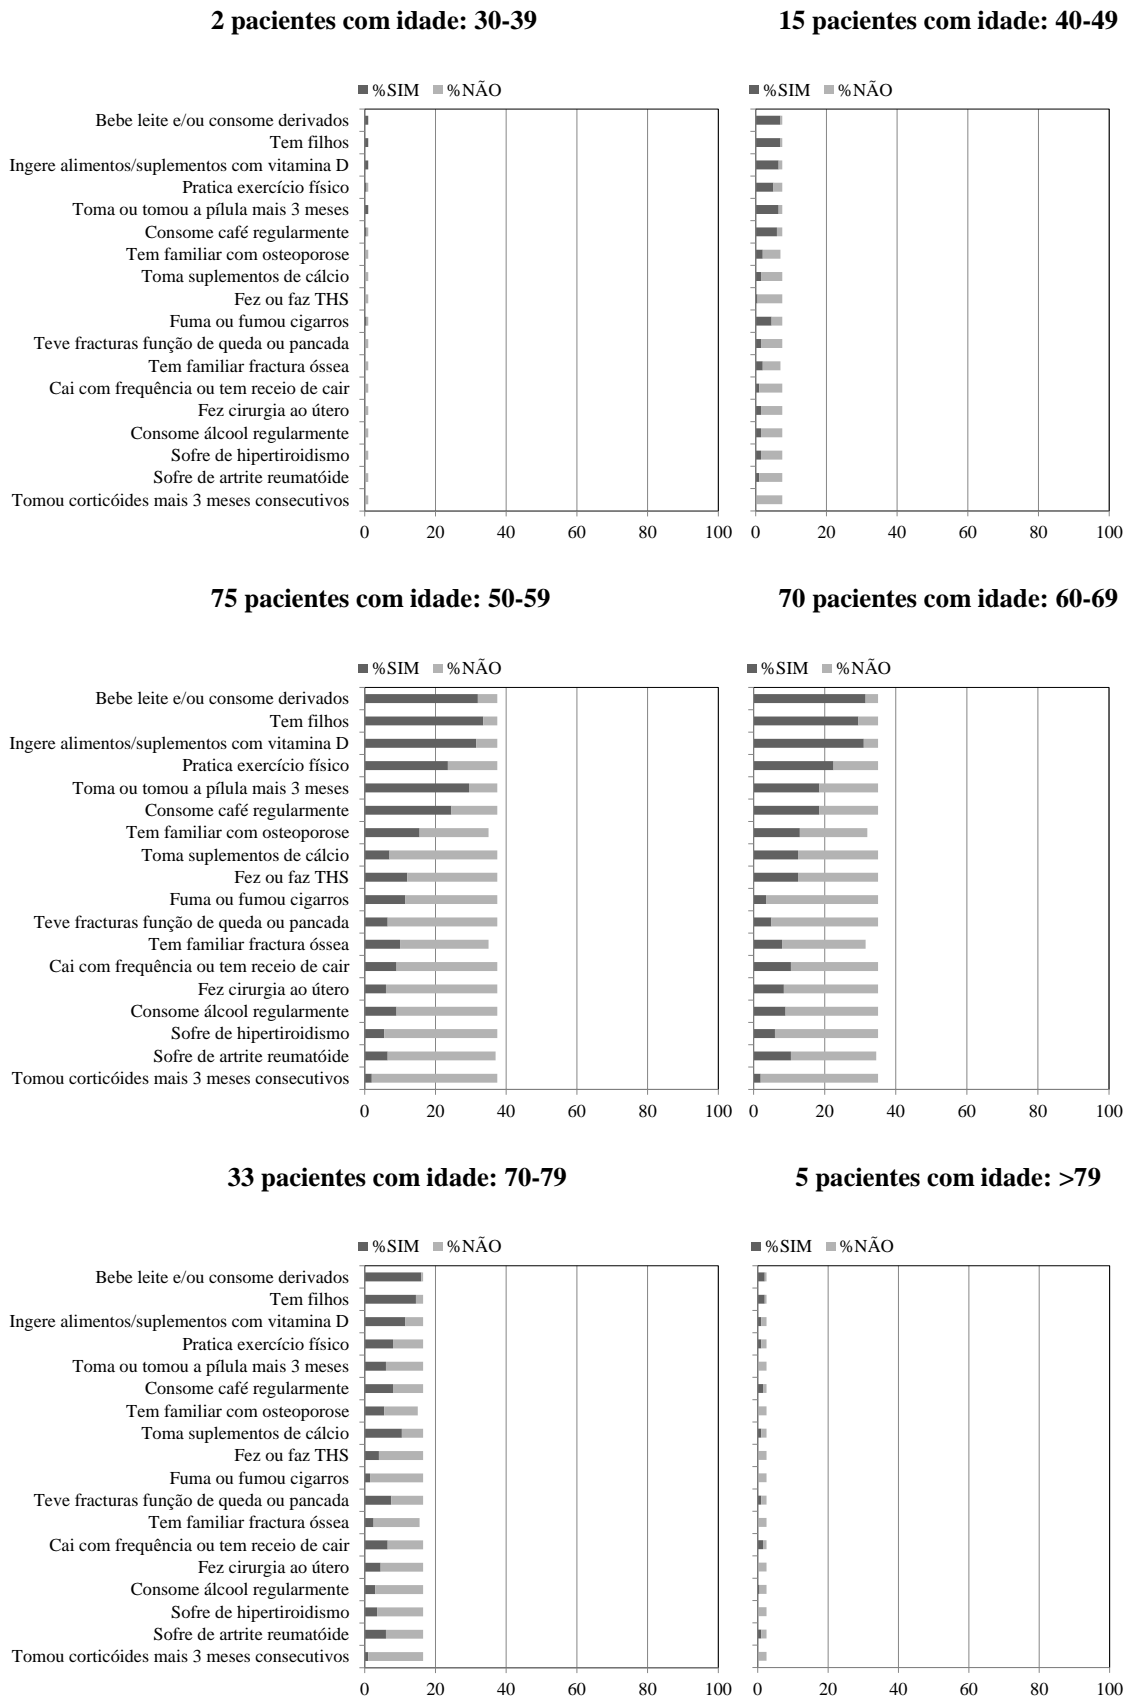 2 pacientes com idade: 30-39
15 pacientes com idade: 40-49
%SIM %NÃO
%SIM %NÃO
Bebe leite e/ou consome derivados
Tem filhos
Ingere alimentos/suplementos com vitamina D
Pratica exercício físico
Toma ou tomou a pílula mais 3 meses
Consome café regularmente
Tem familiar com osteoporose
Toma suplementos de cálcio
Fez ou faz THS
Fuma ou fumou cigarros
Teve fracturas função de queda ou pancada
Tem familiar fractura óssea
Cai com frequência ou tem receio de cair
Fez cirurgia ao útero
Consome álcool regularmente
Sofre de hipertiroidismo
Sofre de artrite reumatóide
Tomou corticóides mais 3 meses consecutivos
0 20 40 60 80 100
0 20 40 60 80 100
75 pacientes com idade: 50-59
70 pacientes com idade: 60-69
%SIM %NÃO
%SIM %NÃO
Bebe leite e/ou consome derivados
Tem filhos
Ingere alimentos/suplementos com vitamina D
Pratica exercício físico
Toma ou tomou a pílula mais 3 meses
Consome café regularmente
Tem familiar com osteoporose
Toma suplementos de cálcio
Fez ou faz THS
Fuma ou fumou cigarros
Teve fracturas função de queda ou pancada
Tem familiar fractura óssea
Cai com frequência ou tem receio de cair
Fez cirurgia ao útero
Consome álcool regularmente
Sofre de hipertiroidismo
Sofre de artrite reumatóide
Tomou corticóides mais 3 meses consecutivos
0 20 40 60 80 100
0 20 40 60 80 100
33 pacientes com idade: 70-79
5 pacientes com idade: >79
%SIM %NÃO
%SIM %NÃO
Bebe leite e/ou consome derivados
Tem filhos
Ingere alimentos/suplementos com vitamina D
Pratica exercício físico
Toma ou tomou a pílula mais 3 meses
Consome café regularmente
Tem familiar com osteoporose
Toma suplementos de cálcio
Fez ou faz THS
Fuma ou fumou cigarros
Teve fracturas função de queda ou pancada
Tem familiar fractura óssea
Cai com frequência ou tem receio de cair
Fez cirurgia ao útero
Consome álcool regularmente
Sofre de hipertiroidismo
Sofre de artrite reumatóide
Tomou corticóides mais 3 meses consecutivos
0 20 40 60 80 100
0 20 40 60 80 100